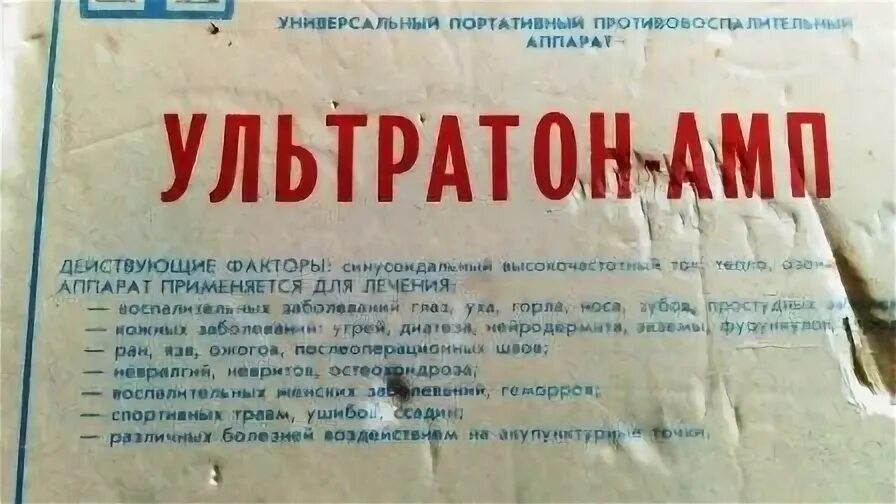 УНИВЕРСАЛЬНЫЙ ПОРТАТИВНЫЙ ПРОТИВОВОСПАЛИТЕЛЬНЫЙ
АППАРАТ
УЛЬТРАТОН-АМП
ДЕЙСТВУЮЩИЕ ФАКТОРЫ: синусоидальный высокочастотный ток, тепло, озон
АППАРАТ ПРИМЕНЯЕТСЯ ДЛЯ ЛЕЧЕНИЯ:
— воспалительных заболеваний глаз, уха, горла, носа, зубов, простудных
— кожных заболеваний: угрей, диатеза, нейродермита, экземы, фурункулов,
— ран, язв, ожогов, послеоперационных швов;
— невралгий, невритов, остеохондроза;
— воспалительных женских заболеваний, геморроя;
— спортивных травм, ушибов, ссадин;
— различных болезней воздействием на акупунктурные точки.